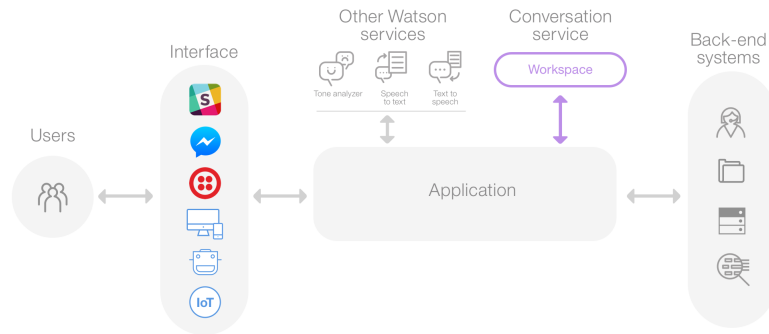 Users
Interface
S
IoT
Other Watson
services
Tone analyzer
Speech
to text
Text to
speech
Conversation
service
Workspace
Application
Back-end
systems